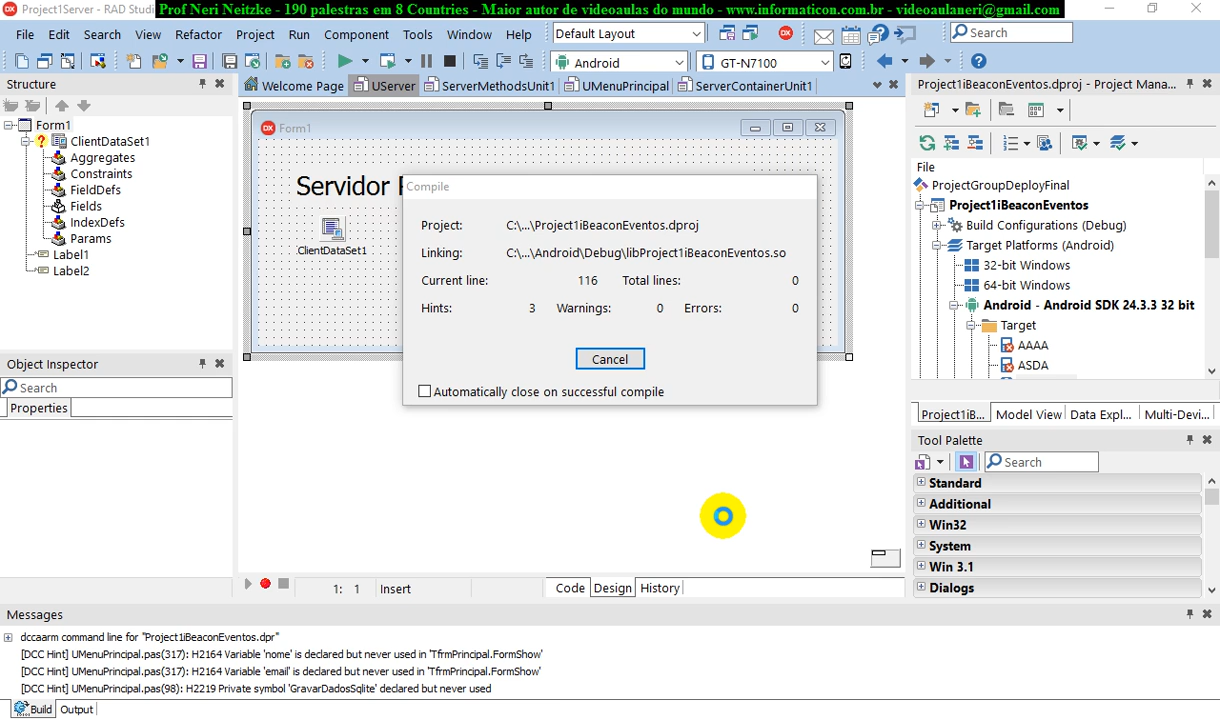 Project1Server - RAD Studi
Prof Neri Neitzke - 190 palestras em 8 Countries - Maior autor de videoaulas do mundo - www.informaticon.com.br - videoaulaneri@gmail.com
File Edit Search View Refactor Project Run Component Tools Window Help
Default Layout
Search
Android
GT-N7100
Structure
Welcome Page UServer ServerMethodsUnit1 UMenuPrincipal ServerContainerUnit1
Project1iBeaconEventos.dproj - Project Mana...
Form1
ClientDataSet1
Aggregates
Constraints
FieldDefs
Fields
IndexDefs
Params
Label1
Label2
Form1
Servidor
ClientDataSet1
Compile
Project: C:\...\Project1iBeaconEventos.dproj
Linking: C:\...\Android\Debug\libProject1iBeaconEventos.so
Current line: 116 Total lines: 0
Hints: 3 Warnings: 0 Errors: 0
Cancel
Automatically close on successful compile
File
ProjectGroupDeployFinal
Project1iBeaconEventos
Build Configurations (Debug)
Target Platforms (Android)
32-bit Windows
64-bit Windows
Android - Android SDK 24.3.3 32 bit
Target
AAAA
ASDA
Project1iB... Model View Data Expl... Multi-Devi...
Object Inspector
Search
Properties
Tool Palette
Search
Standard
Additional
Win32
System
Win 3.1
Dialogs
1: 1 Insert
Code Design History
Messages
dccaarm command line for "Project1iBeaconEventos.dpr"
[DCC Hint] UMenuPrincipal.pas(317): H2164 Variable 'nome' is declared but never used in 'TfrmPrincipal.FormShow'
[DCC Hint] UMenuPrincipal.pas(317): H2164 Variable 'email' is declared but never used in 'TfrmPrincipal.FormShow'
[DCC Hint] UMenuPrincipal.pas(98): H2219 Private symbol 'GravarDadosSqlite' declared but never used
Build Output